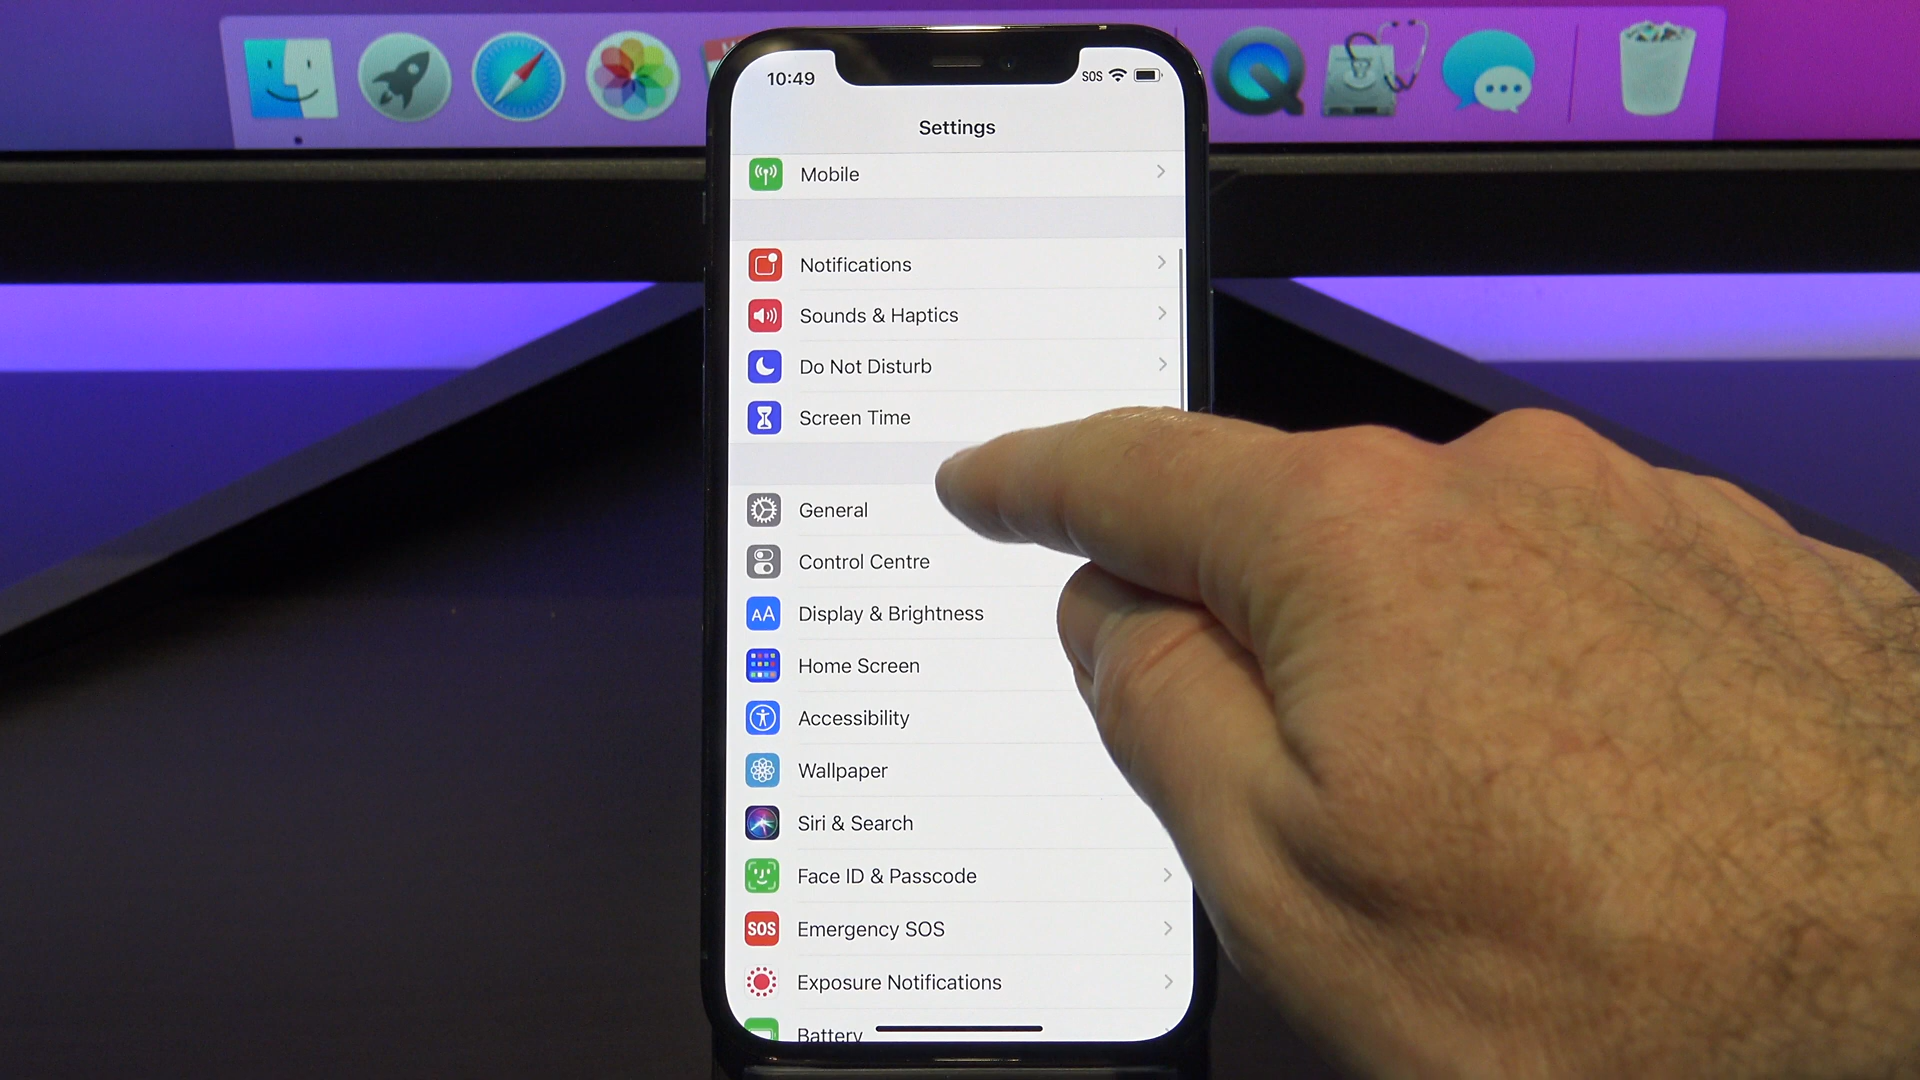 10:49
SOS
Settings
Mobile
Notifications
Sounds & Haptics
Do Not Disturb
Screen Time
General
Control Centre
AA
Display & Brightness
Home Screen
Accessibility
Wallpaper
Siri & Search
Face ID & Passcode
SOS
Emergency SOS
Exposure Notifications
Battery